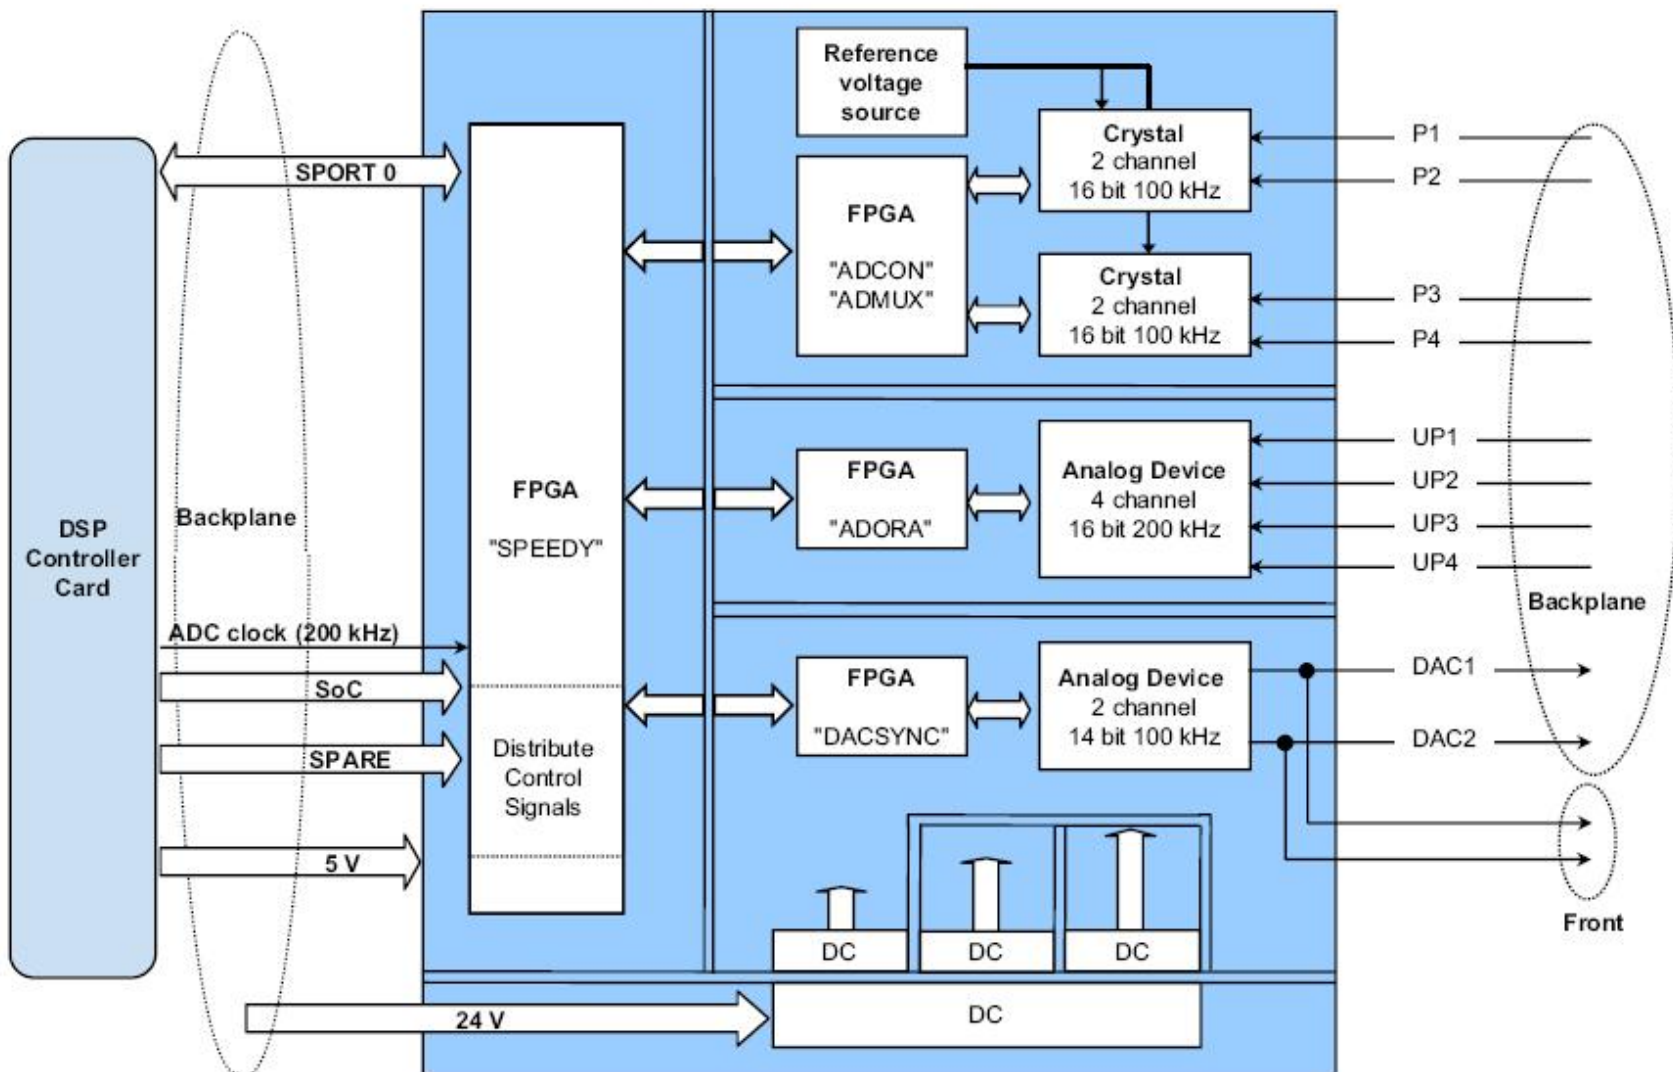 Reference
voltage
source
Crystal
2 channel
16 bit 100 kHz
P1
P2
SPORT 0
FPGA
"ADCON"
"ADMUX"
Crystal
2 channel
16 bit 100 kHz
P3
P4
DSP
Controller
Card
Backplane
FPGA
"SPEEDY"
FPGA
"ADORA"
Analog Device
4 channel
16 bit 200 kHz
UP1
UP2
UP3
UP4
Backplane
ADC clock (200 kHz)
SoC
SPARE
5 V
Distribute
Control
Signals
FPGA
"DACSYNC"
Analog Device
2 channel
14 bit 100 kHz
DAC1
DAC2
Front
DC
DC
DC
24 V
DC